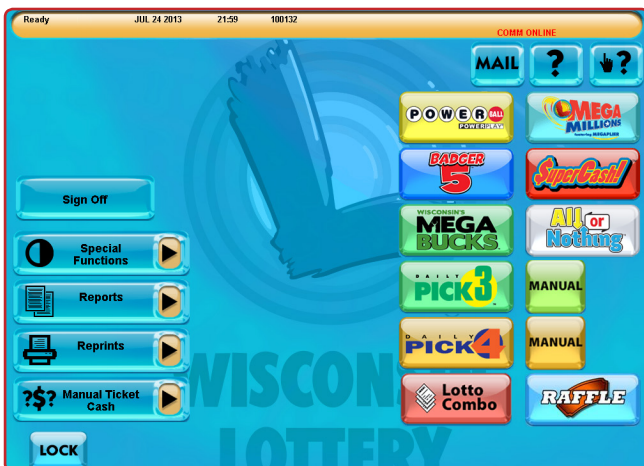 Ready JUL 24 2013 21:59 100132
COMM ONLINE
MAIL ? ?
POWERBALL
POWERPLAY
MEGA
MILLIONS
featuring MEGAPLIER
BADGER
5
SuperCash!
Sign Off
WISCONSIN'S
MEGA
BUCKS
All or
Nothing
Special
Functions
DAILY
PICK 3
MANUAL
Reports
DAILY
PICK 4
MANUAL
Reprints
?$? Manual Ticket
Cash
Lotto
Combo
RAFFLE
LOCK
WISCONSIN
LOTTERY